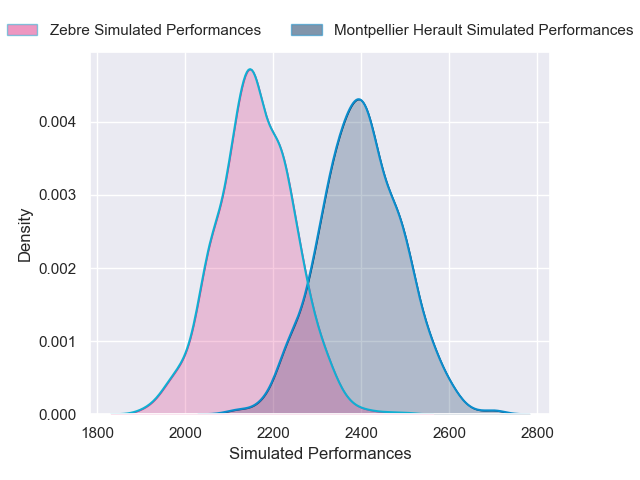 Zebre Simulated Performances
Montpellier Herault Simulated Performances
0.004
0.003
0.002
0.001
0.000
Density
1800
2000
2200
2400
2600
2800
Simulated Performances